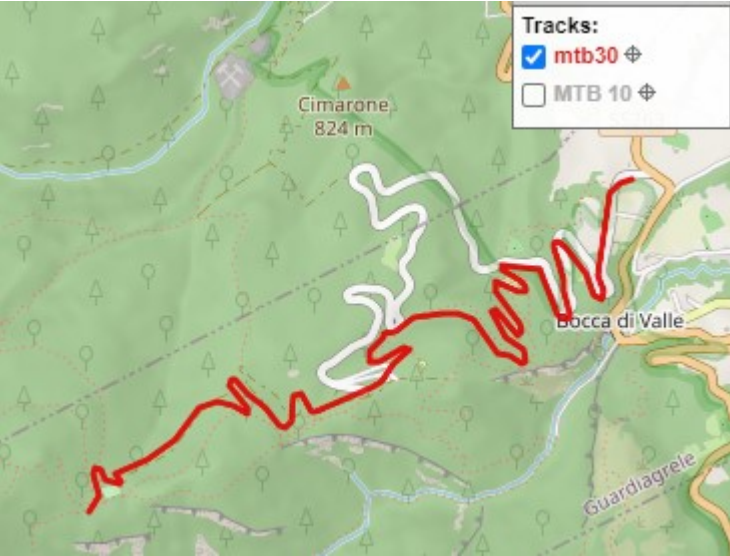 Tracks:
mtb30
MTB 10
Cimarone
824 m
Bocca di Valle
Guardiagrele